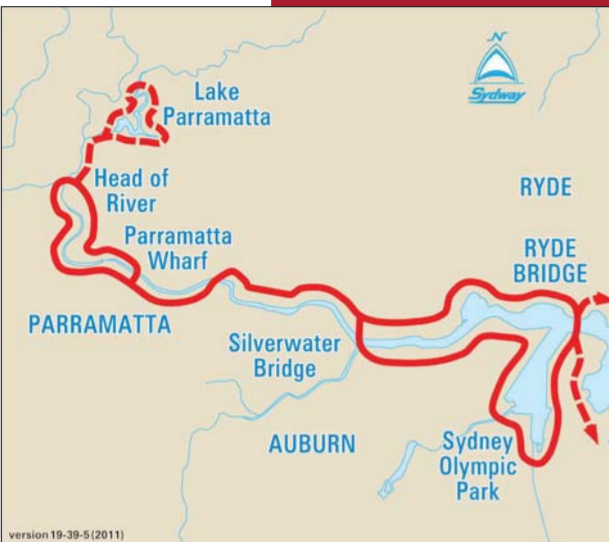 N
Sydway
Lake
Parramatta
Head of
River
RYDE
Parramatta
Wharf
RYDE
BRIDGE
PARRAMATTA
Silverwater
Bridge
AUBURN
Sydney
Olympic
Park
version 19-39-5 (2011)